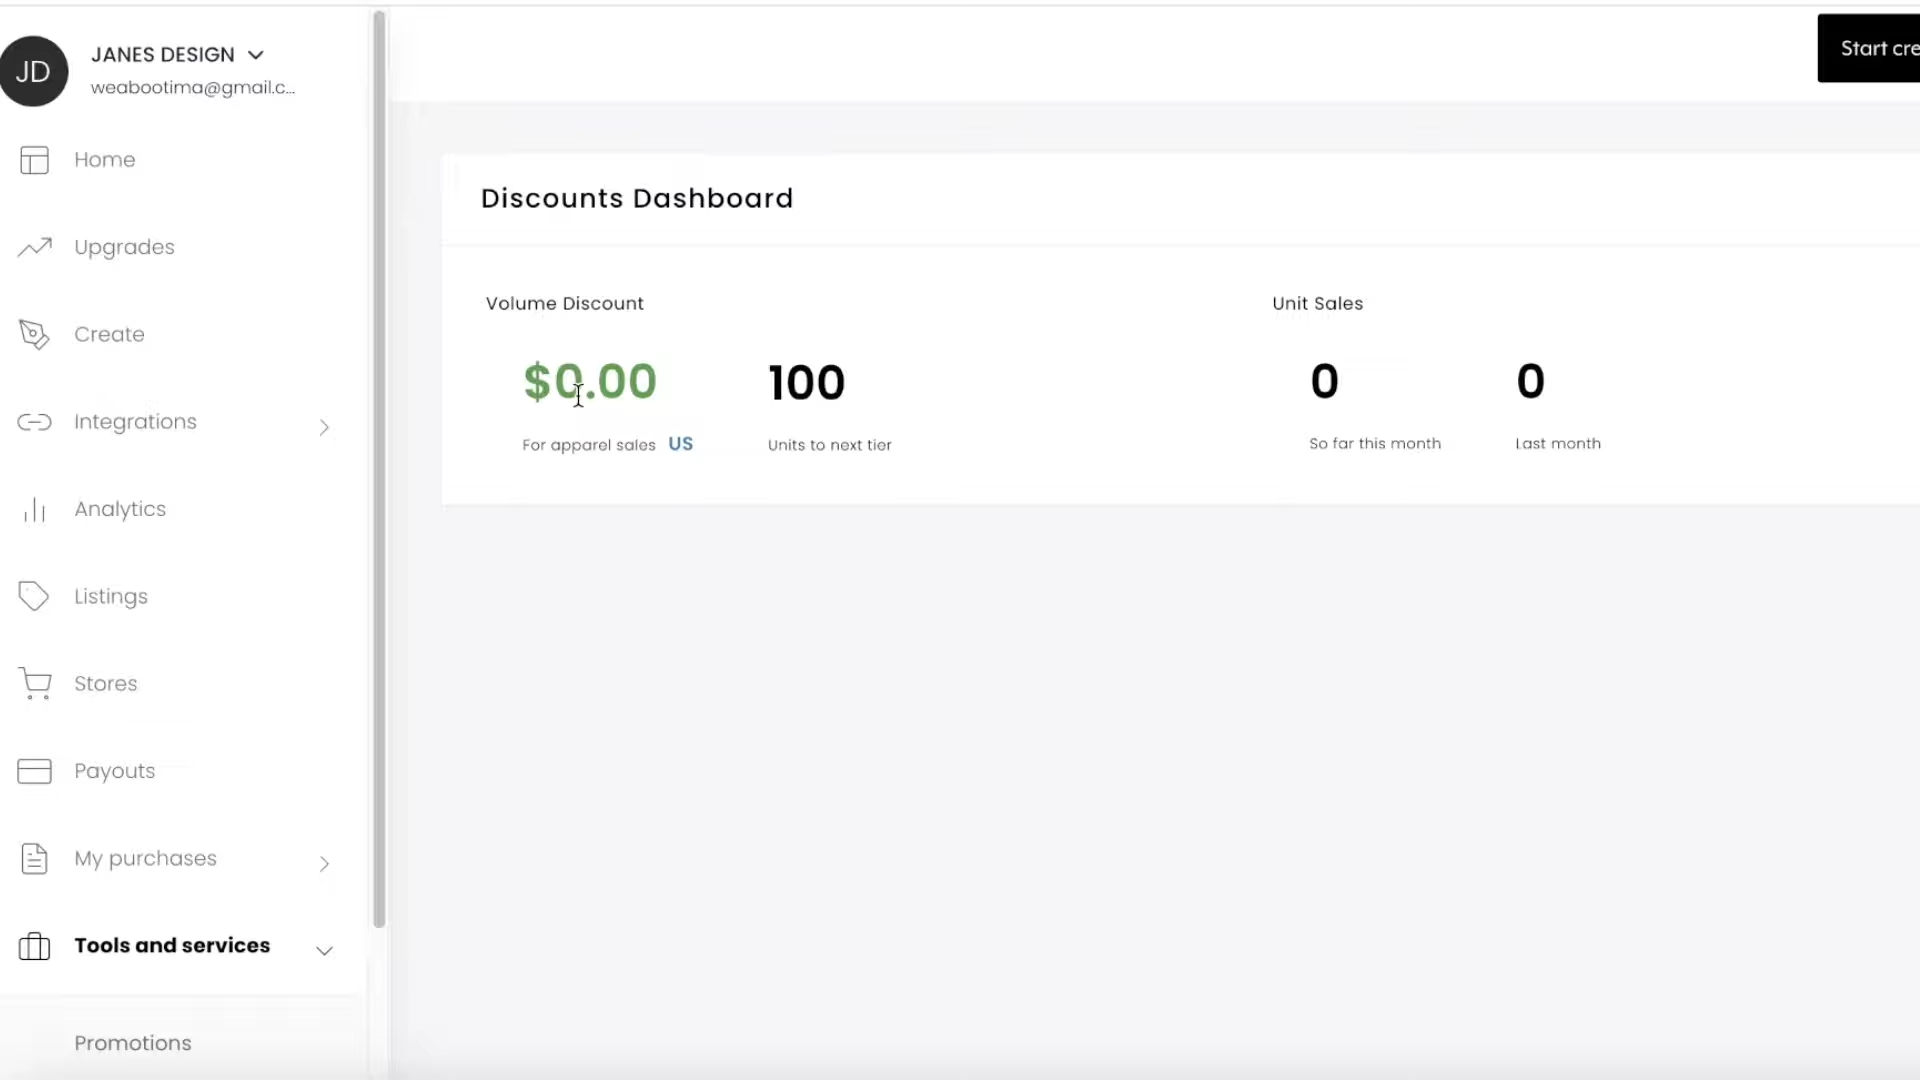 JD
JANES DESIGN
weabootima@gmail.c...
Home
Upgrades
Create
Integrations
Analytics
Listings
Stores
Payouts
My purchases
Tools and services
Promotions
Start cre
Discounts Dashboard
Volume Discount
$0.00
For apparel sales US
100
Units to next tier
Unit Sales
0
So far this month
0
Last month